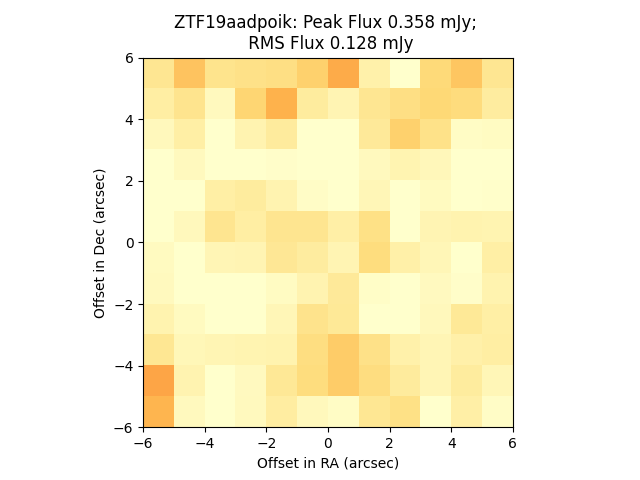 ZTF19aadpoik: Peak Flux 0.358 mJy;
RMS Flux 0.128 mJy
6
4
2
0
−2
−4
−6
Offset in Dec (arcsec)
−6 −4 −2 0 2 4 6
Offset in RA (arcsec)